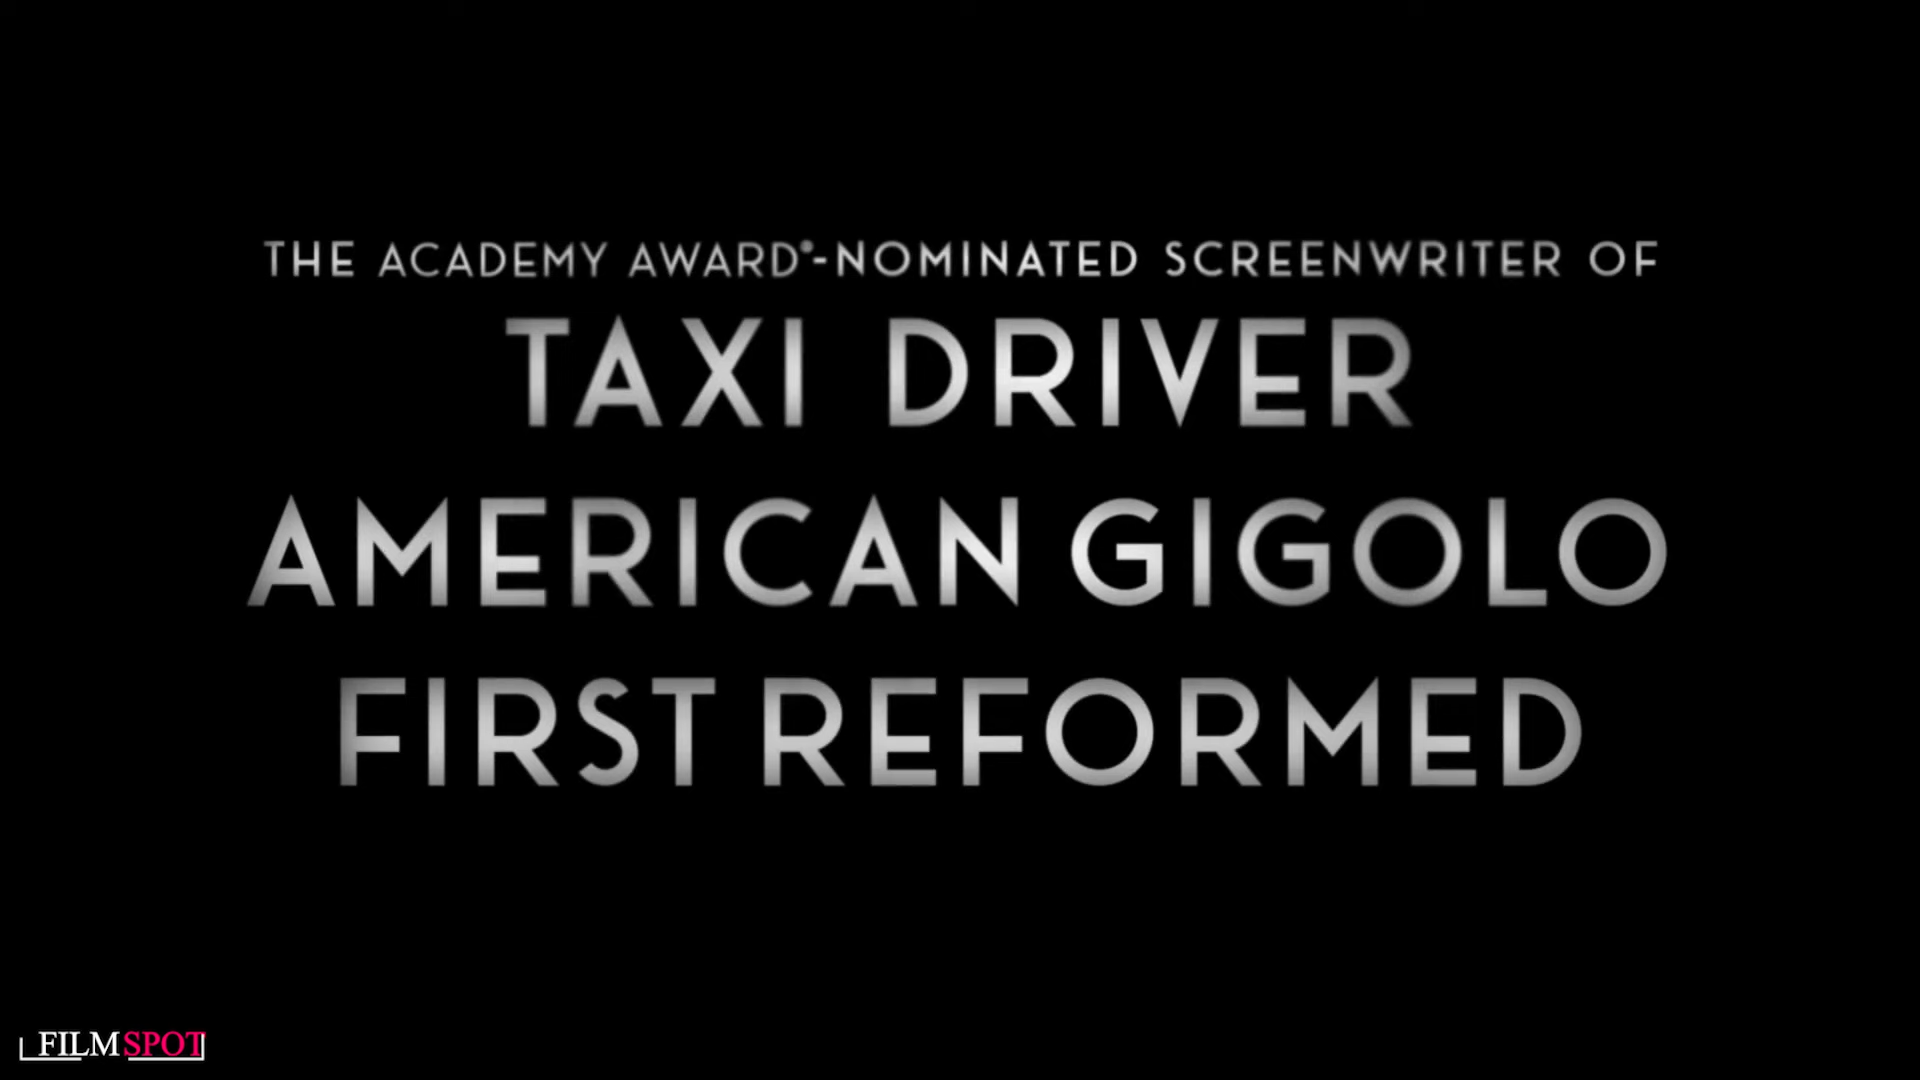 THE ACADEMY AWARD®-NOMINATED SCREENWRITER OF
TAXI DRIVER
AMERICAN GIGOLO
FIRST REFORMED
FILMSPOT